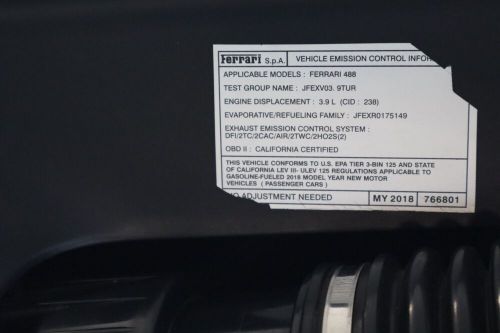 Ferrari S.p.A. VEHICLE EMISSION CONTROL INFOR
APPLICABLE MODELS : FERRARI 488
TEST GROUP NAME : JFEXV03. 9TUR
ENGINE DISPLACEMENT : 3.9 L (CID : 238)
EVAPORATIVE/REFUELING FAMILY : JFEXR0175149
EXHAUST EMISSION CONTROL SYSTEM :
DFI/2TC/2CAC/AIR/2TWC/2HO2S(2)
OBD II : CALIFORNIA CERTIFIED
THIS VEHICLE CONFORMS TO U.S. EPA TIER 3-BIN 125 AND STATE
OF CALIFORNIA LEV III- ULEV 125 REGULATIONS APPLICABLE TO
GASOLINE-FUELED 2018 MODEL YEAR NEW MOTOR
VEHICLES ( PASSENGER CARS )
NO ADJUSTMENT NEEDED MY 2018 766801